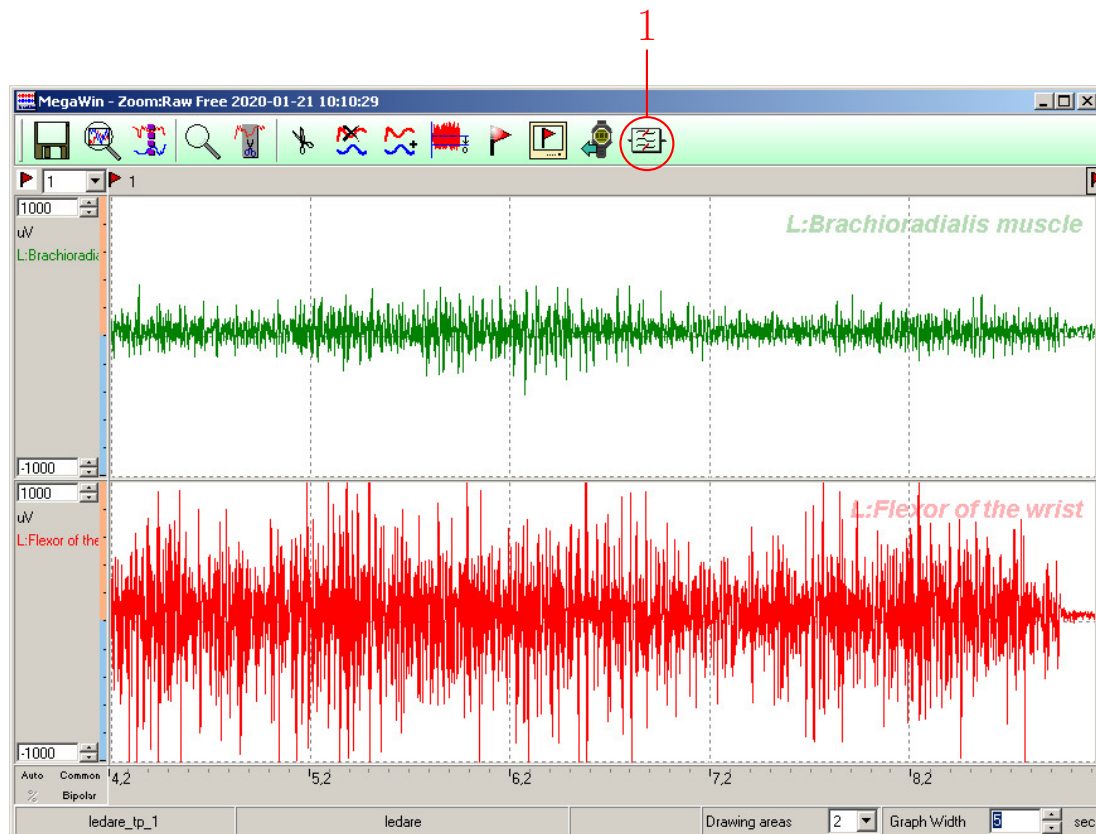 1
MegaWin - Zoom:Raw Free 2020-01-21 10:10:29
1 1
1000
uV
L:Brachioradia
L:Brachioradialis muscle
-1000
1000
uV
L:Flexor of the
L:Flexor of the wrist
-1000
Auto Common 4,2 5,2 6,2 7,2 8,2
% Bipolar
ledare_tp_1 ledare Drawing areas 2 Graph Width 5 sec